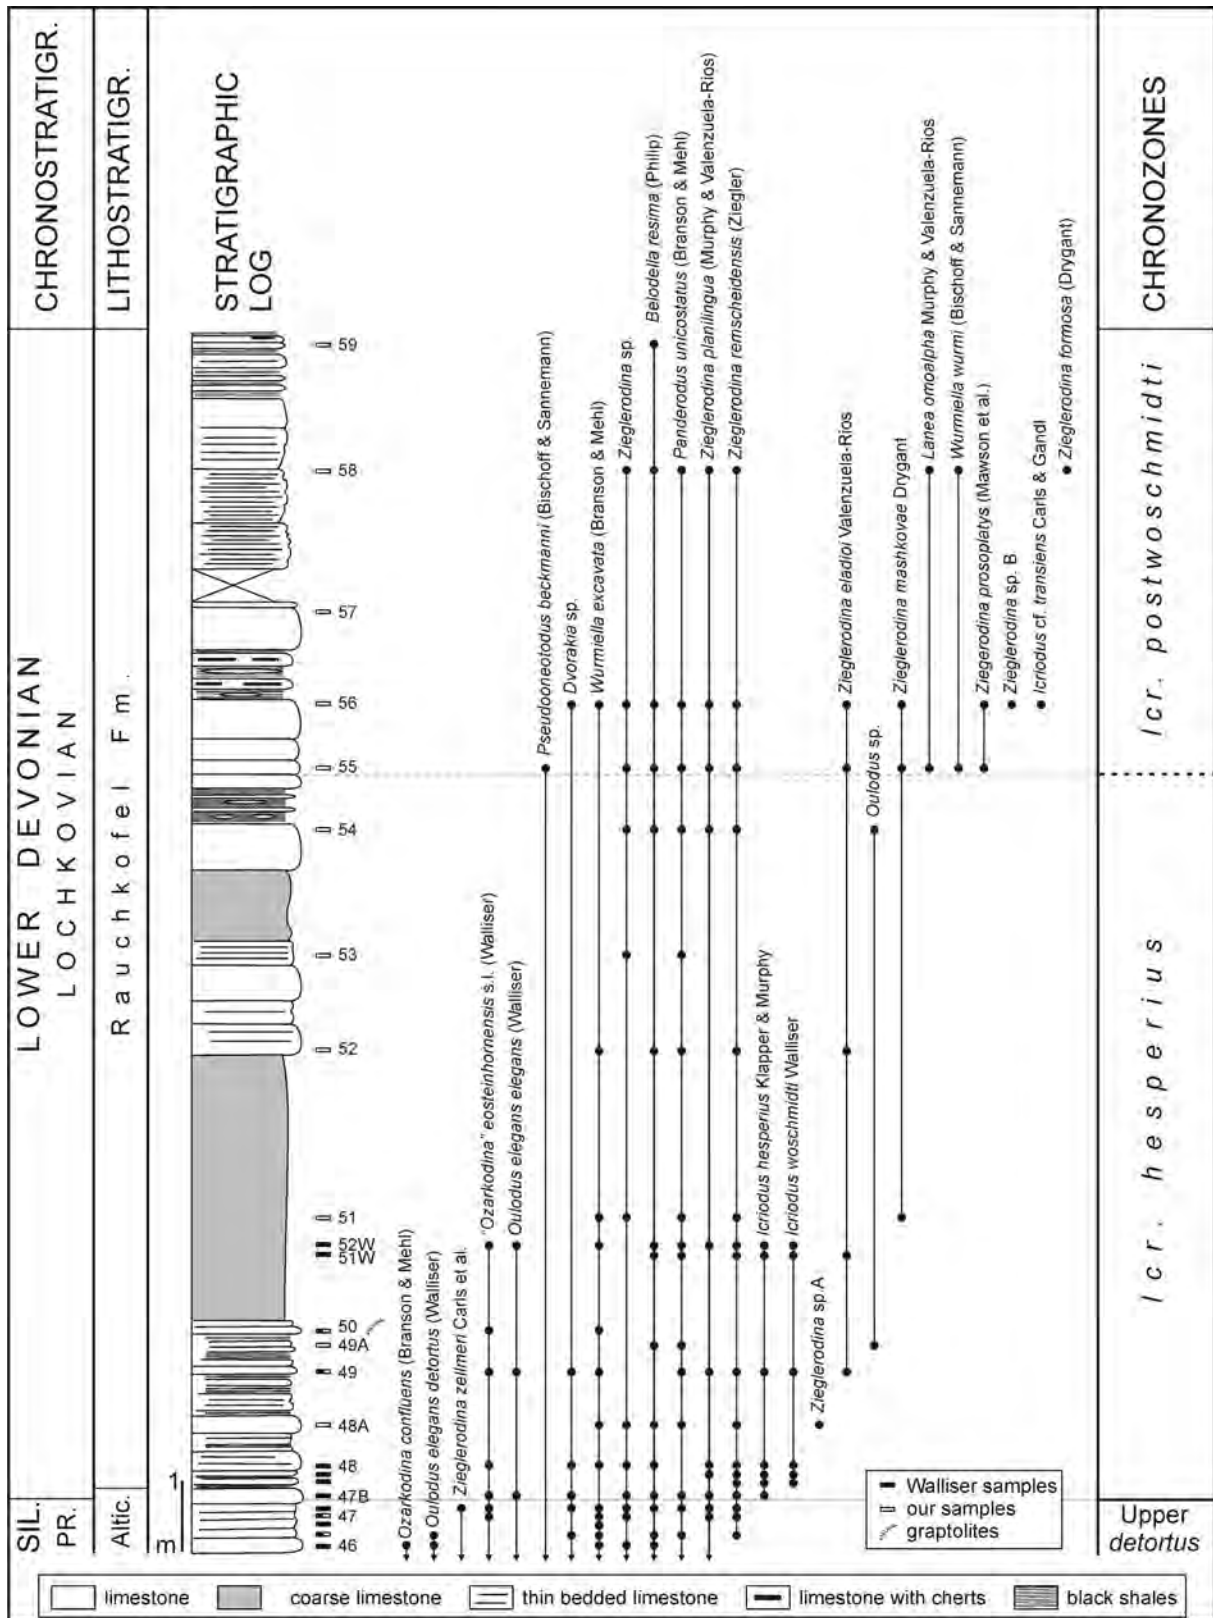 CHRONOSTRATIGR.
LITHOSTRATIGR.
STRATIGRAPHIC
LOG
CHRONOZONES
LOWER DEVONIAN
LOCHKOVIAN
Rauchkofel Fm.
SIL.
PR.
Altic.
1
m
59
58
57
56
55
54
53
52
51
52W
51W
50
49A
49
48A
48
47B
47
46
Ozarkodina confluens (Branson & Mehl)
Oulodus elegans detortus (Walliser)
Zieglerodina zellmeri Carls et al.
"Ozarkodina" eosteinhornensis s.l. (Walliser)
Oulodus elegans elegans (Walliser)
Pseudooneotodus beckmanni (Bischoff & Sannemann)
Dvorakia sp.
Wurmiella excavata (Branson & Mehl)
Zieglerodina sp.
Belodella resima (Philip)
Panderodus unicostatus (Branson & Mehl)
Zieglerodina planilingua (Murphy & Valenzuela-Rios)
Zieglerodina remscheidensis (Ziegler)
Icriodus hesperius Klapper & Murphy
Icriodus woschmidti Walliser
Zieglerodina sp.A
Zieglerodina eladioi Valenzuela-Rios
Oulodus sp.
Zieglerodina mashkovae Drygant
Lanea omoalpha Murphy & Valenzuela-Rios
Wurmiella wurmi (Bischoff & Sannemann)
Ziegerodina prosoplatys (Mawson et al.)
Zieglerodina sp. B
Icriodus cf. transiens Carls & Gandl
Zieglerodina formosa (Drygant)
Icr. postwoschmidti
Icr. hesperius
Upper
detortus
Walliser samples
our samples
graptolites
limestone
coarse limestone
thin bedded limestone
limestone with cherts
black shales